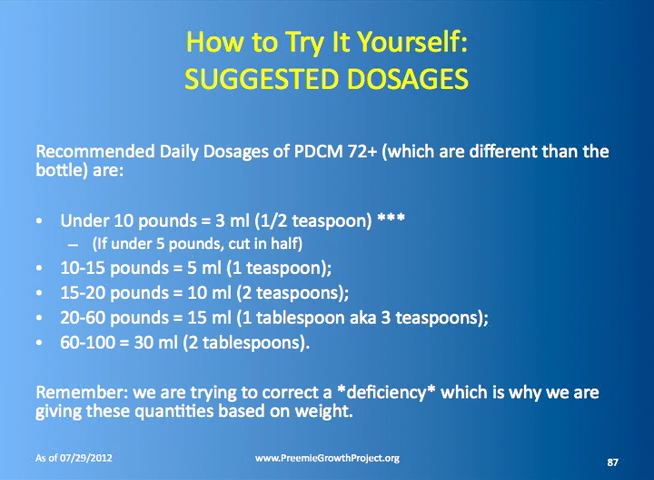 How to Try It Yourself:
SUGGESTED DOSAGES
Recommended Daily Dosages of PDCM 72+ (which are different than the
bottle) are:
• Under 10 pounds = 3 ml (1/2 teaspoon) ***
– (If under 5 pounds, cut in half)
• 10-15 pounds = 5 ml (1 teaspoon);
• 15-20 pounds = 10 ml (2 teaspoons);
• 20-60 pounds = 15 ml (1 tablespoon aka 3 teaspoons);
• 60-100 = 30 ml (2 tablespoons).
Remember: we are trying to correct a *deficiency* which is why we are
giving these quantities based on weight.
As of 07/29/2012
www.PreemieGrowthProject.org
87